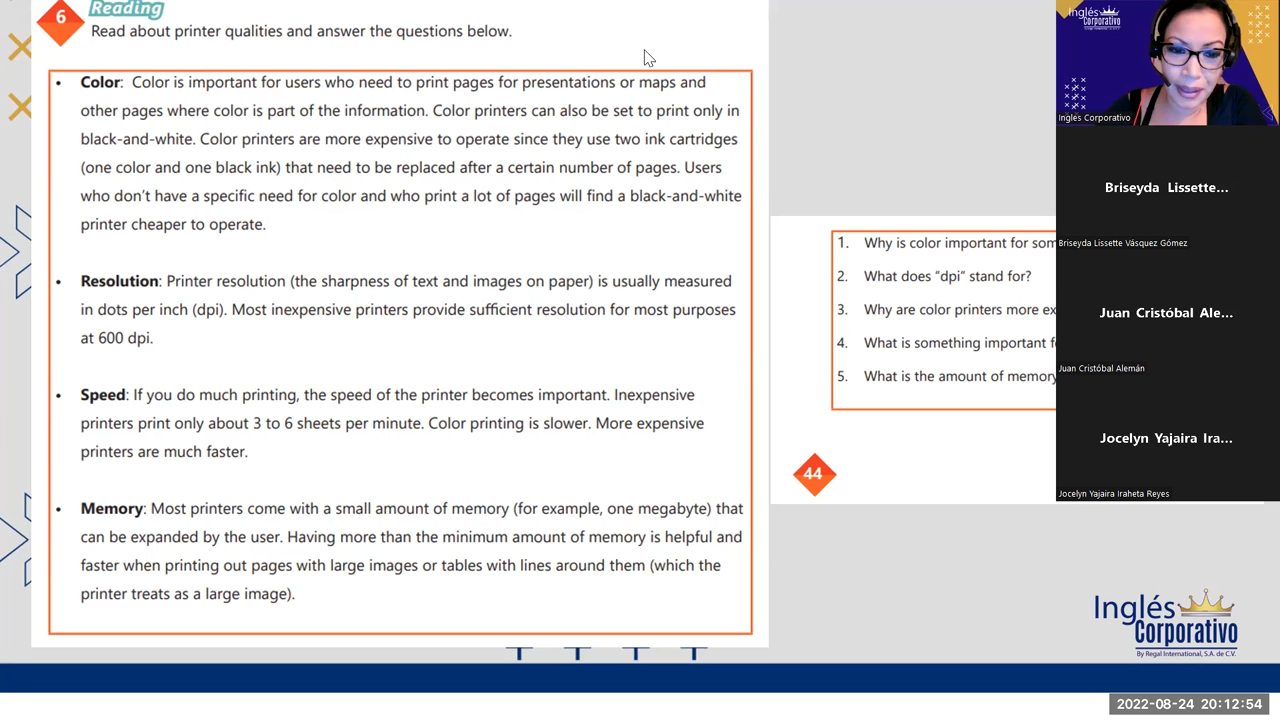 6
Reading
Read about printer qualities and answer the questions below.
• Color: Color is important for users who need to print pages for presentations or maps and
other pages where color is part of the information. Color printers can also be set to print only in
black-and-white. Color printers are more expensive to operate since they use two ink cartridges
(one color and one black ink) that need to be replaced after a certain number of pages. Users
who don't have a specific need for color and who print a lot of pages will find a black-and-white
printer cheaper to operate.
• Resolution: Printer resolution (the sharpness of text and images on paper) is usually measured
in dots per inch (dpi). Most inexpensive printers provide sufficient resolution for most purposes
at 600 dpi.
• Speed: If you do much printing, the speed of the printer becomes important. Inexpensive
printers print only about 3 to 6 sheets per minute. Color printing is slower. More expensive
printers are much faster.
• Memory: Most printers come with a small amount of memory (for example, one megabyte) that
can be expanded by the user. Having more than the minimum amount of memory is helpful and
faster when printing out pages with large images or tables with lines around them (which the
printer treats as a large image).
1. Why is color important for som
2. What does "dpi" stand for?
3. Why are color printers more ex
4. What is something important f
5. What is the amount of memory
44
Inglés
Corporativo
Inglés Corporativo
Briseyda Lissette...
Briseyda Lissette Vásquez Gómez
Juan Cristóbal Ale...
Juan Cristóbal Alemán
Jocelyn Yajaira Ira...
Jocelyn Yajaira Iraheta Reyes
Inglés
Corporativo
By Regal International, S.A. de C.V.
2022-08-24 20:12:54